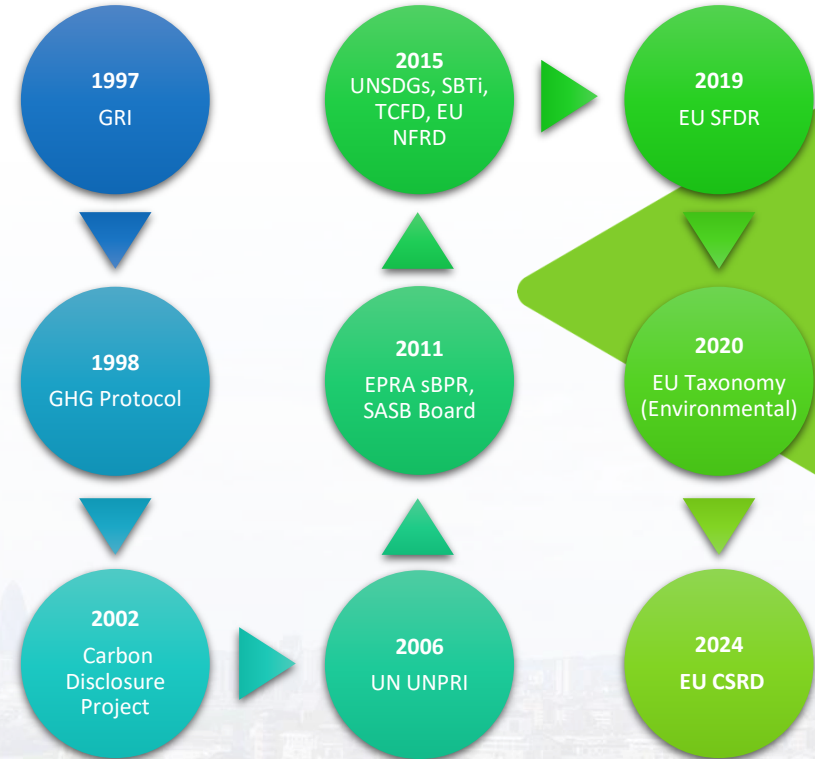 1997
GRI
1998
GHG Protocol
2002
Carbon
Disclosure
Project
2006
UN UNPRI
2011
EPRA sBPR,
SASB Board
2015
UNSDGs, SBTi,
TCFD, EU
NFRD
2019
EU SFDR
2020
EU Taxonomy
(Environmental)
2024
EU CSRD